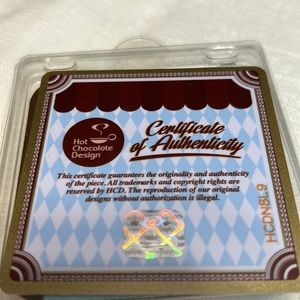 Hot
Chocolate
Design
Certificate
of Authenticity
This certificate guarantees the originality and authenticity
of the piece. All trademarks and copyright rights are
reserved by HCD. The reproduction of our original
designs without authorization is illegal.
HCDNBL9